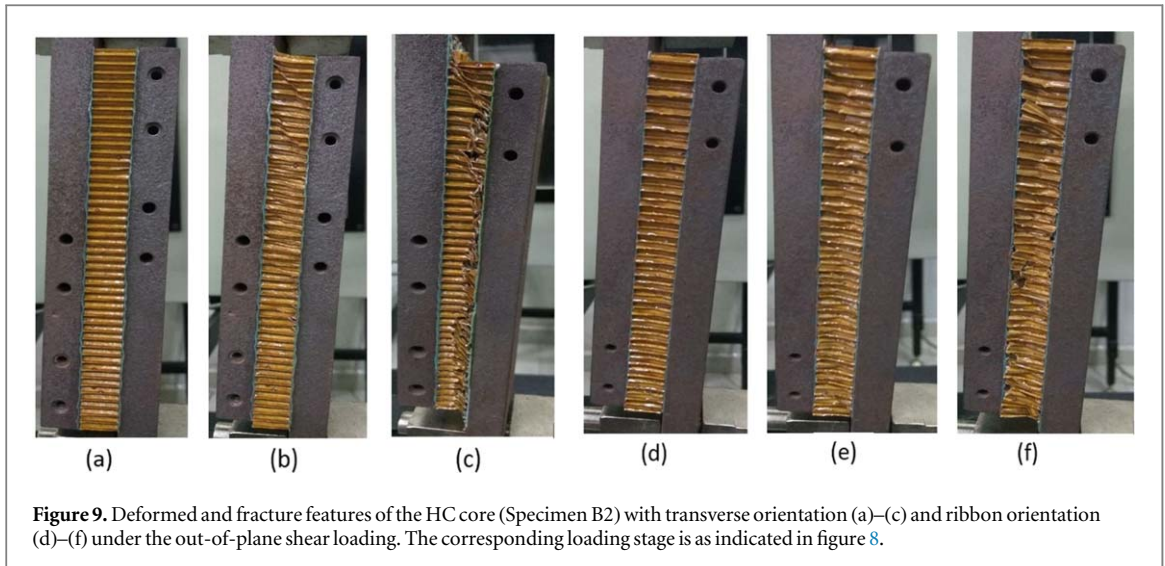 (a)
(b)
(c)
(d)
(e)
(f)
Figure 9. Deformed and fracture features of the HC core (Specimen B2) with transverse orientation (a)–(c) and ribbon orientation
(d)–(f) under the out-of-plane shear loading. The corresponding loading stage is as indicated in figure 8.